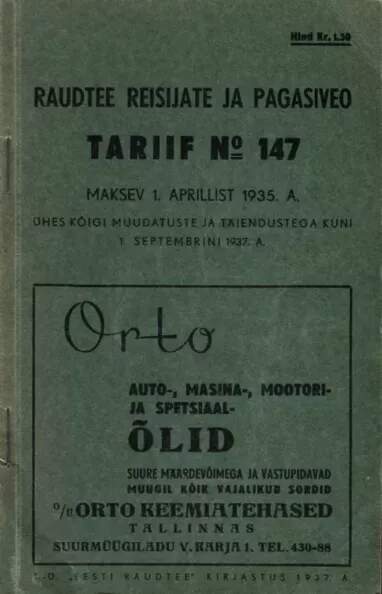 Hind Kr. 1.50
RAUDTEE REISIJATE JA PAGASIVEO
TARIIF № 147
MAKSEV 1. APRILLIST 1935. A.
ÜHES KÕIGI MUUDATUSTE JA TÄIENDUSTEGA KUNI
1. SEPTEMBRINI 1937. A.
Orto
AUTO-, MASINA-, MOOTORI-
JA SPETSIAAL-
ÕLID
SUURE MÄÄRDEVÕIMEGA JA VASTUPIDAVAD
MÜÜGIL KÕIK VAJALIKUD SORDID
o/ü ORTO KEEMIATEHASED
TALLINNAS
SUURMÜÜGILADU V. KARJA 1. TEL. 430-88
"EESTI RAUDTEE" KIRJASTUS 1937. A.